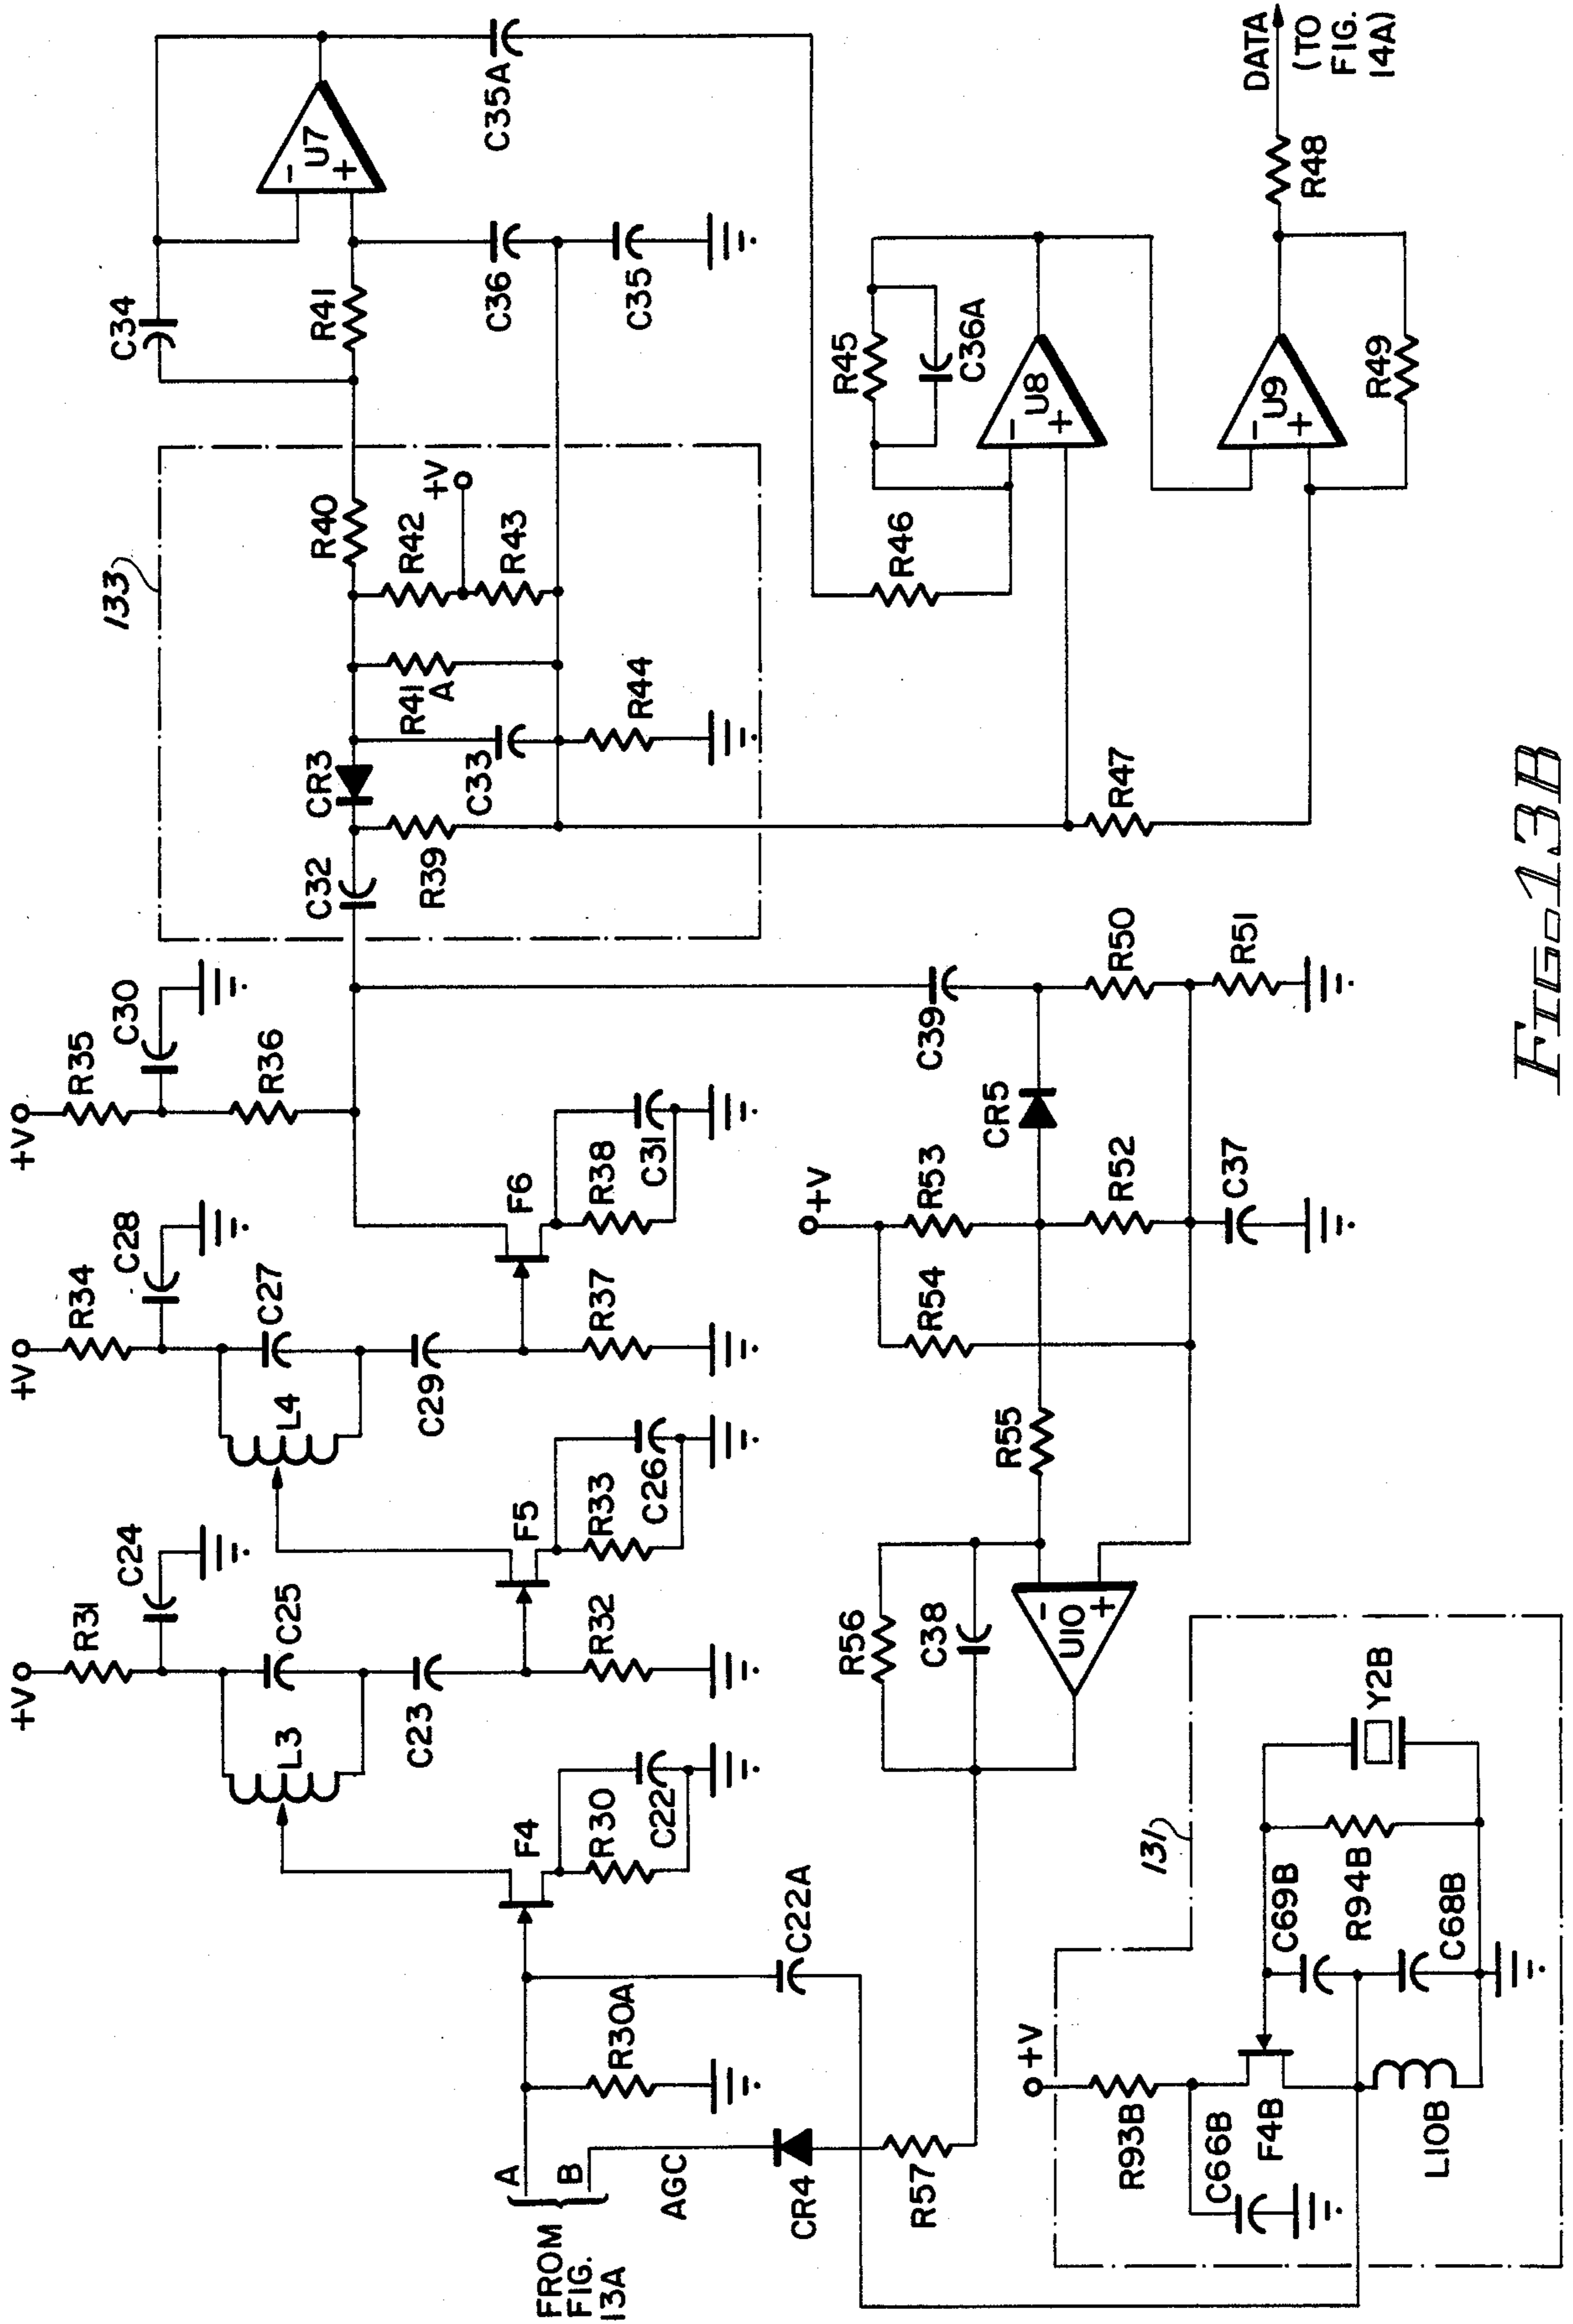 +V
R31
C24
L3
C25
C23
F4
R30
C22
R32
+V
R34
C28
L4
C27
C29
F5
R33
C26
R37
+V
R35
C30
R36
F6
R38
C31
133
C32
CR3
R39
C33
R41
A
R44
R40
R42
+V
R43
C34
R41
U7
-
+
C36
C35
C35A
FROM
FIG.
13A
A
B
AGC
R30A
C22A
CR4
R57
R56
C38
U10
-
+
R55
+V
R54
R53
R52
C37
CR5
C39
R50
R51
R47
R46
R45
C36A
U8
-
+
U9
-
+
R49
R48
DATA
(TO
FIG.
14A)
131
+V
R93B
C66B
F4B
L10B
C69B
R94B
C68B
Y2B
FIG. 13B